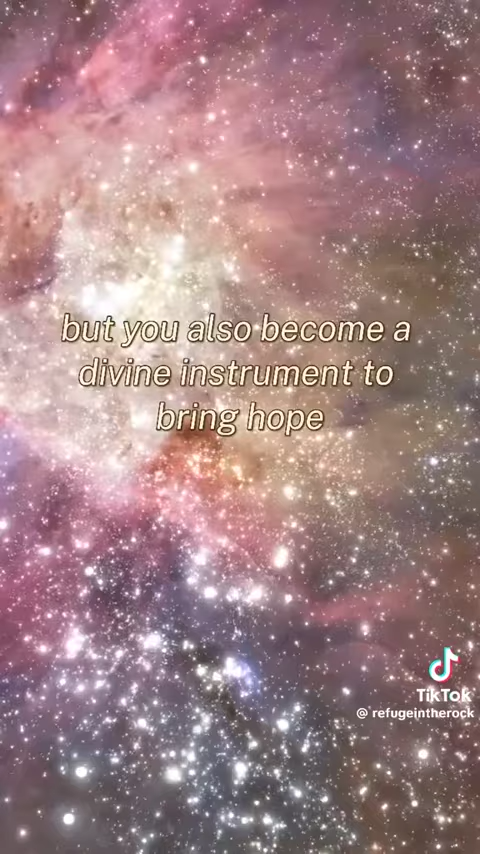 but you also become a
divine instrument to
bring hope
TikTok
@ refugeintherock